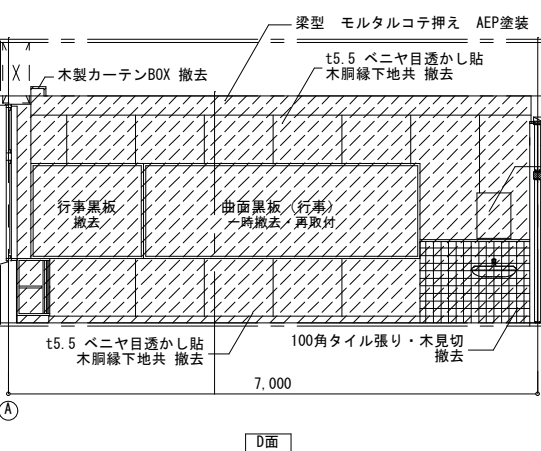 梁型　モルタルコテ押え　AEP塗装
木製カーテンBOX 撤去
t5.5 ベニヤ目透かし貼
木胴縁下地共 撤去
行事黒板
撤去
曲面黒板（行事）
一時撤去・再取付
t5.5 ベニヤ目透かし貼
木胴縁下地共 撤去
100角タイル張り・木見切
撤去
7,000
A
D面